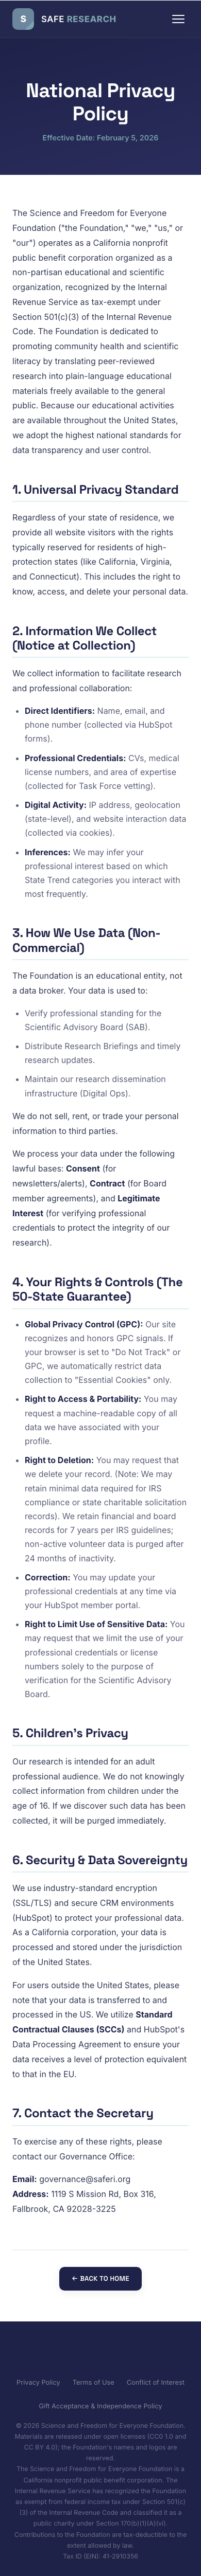 S SAFE RESEARCH
National Privacy
Policy
Effective Date: February 5, 2026
The Science and Freedom for Everyone
Foundation ("the Foundation," "we," "us," or
"our") operates as a California nonprofit
public benefit corporation organized as a
non-partisan educational and scientific
organization, recognized by the Internal
Revenue Service as tax-exempt under
Section 501(c)(3) of the Internal Revenue
Code. The Foundation is dedicated to
promoting community health and scientific
literacy by translating peer-reviewed
research into plain-language educational
materials freely available to the general
public. Because our educational activities
are available throughout the United States,
we adopt the highest national standards for
data transparency and user control.
1. Universal Privacy Standard
Regardless of your state of residence, we
provide all website visitors with the rights
typically reserved for residents of high-
protection states (like California, Virginia,
and Connecticut). This includes the right to
know, access, and delete your personal data.
2. Information We Collect
(Notice at Collection)
We collect information to facilitate research
and professional collaboration:
• Direct Identifiers: Name, email, and
phone number (collected via HubSpot
forms).
• Professional Credentials: CVs, medical
license numbers, and area of expertise
(collected for Task Force vetting).
• Digital Activity: IP address, geolocation
(state-level), and website interaction data
(collected via cookies).
• Inferences: We may infer your
professional interest based on which
State Trend categories you interact with
most frequently.
3. How We Use Data (Non-
Commercial)
The Foundation is an educational entity, not
a data broker. Your data is used to:
• Verify professional standing for the
Scientific Advisory Board (SAB).
• Distribute Research Briefings and timely
research updates.
• Maintain our research dissemination
infrastructure (Digital Ops).
We do not sell, rent, or trade your personal
information to third parties.
We process your data under the following
lawful bases: Consent (for
newsletters/alerts), Contract (for Board
member agreements), and Legitimate
Interest (for verifying professional
credentials to protect the integrity of our
research).
4. Your Rights & Controls (The
50-State Guarantee)
• Global Privacy Control (GPC): Our site
recognizes and honors GPC signals. If
your browser is set to "Do Not Track" or
GPC, we automatically restrict data
collection to "Essential Cookies" only.
• Right to Access & Portability: You may
request a machine-readable copy of all
data we have associated with your
profile.
• Right to Deletion: You may request that
we delete your record. (Note: We may
retain minimal data required for IRS
compliance or state charitable solicitation
records). We retain financial and board
records for 7 years per IRS guidelines;
non-active volunteer data is purged after
24 months of inactivity.
• Correction: You may update your
professional credentials at any time via
your HubSpot member portal.
• Right to Limit Use of Sensitive Data: You
may request that we limit the use of your
professional credentials or license
numbers solely to the purpose of
verification for the Scientific Advisory
Board.
5. Children's Privacy
Our research is intended for an adult
professional audience. We do not knowingly
collect information from children under the
age of 16. If we discover such data has been
collected, it will be purged immediately.
6. Security & Data Sovereignty
We use industry-standard encryption
(SSL/TLS) and secure CRM environments
(HubSpot) to protect your professional data.
As a California corporation, your data is
processed and stored under the jurisdiction
of the United States.
For users outside the United States, please
note that your data is transferred to and
processed in the US. We utilize Standard
Contractual Clauses (SCCs) and HubSpot's
Data Processing Agreement to ensure your
data receives a level of protection equivalent
to that in the EU.
7. Contact the Secretary
To exercise any of these rights, please
contact our Governance Office:
Email: governance@saferi.org
Address: 1119 S Mission Rd, Box 316,
Fallbrook, CA 92028-3225
← BACK TO HOME
Privacy Policy Terms of Use Conflict of Interest
Gift Acceptance & Independence Policy
© 2026 Science and Freedom for Everyone Foundation.
Materials are released under open licenses (CC0 1.0 and
CC BY 4.0); the Foundation's names and logos are
reserved.
The Science and Freedom for Everyone Foundation is a
California nonprofit public benefit corporation. The
Internal Revenue Service has recognized the Foundation
as exempt from federal income tax under Section 501(c)
(3) of the Internal Revenue Code and classified it as a
public charity under Section 170(b)(1)(A)(vi).
Contributions to the Foundation are tax-deductible to the
extent allowed by law.
Tax ID (EIN): 41-2910356